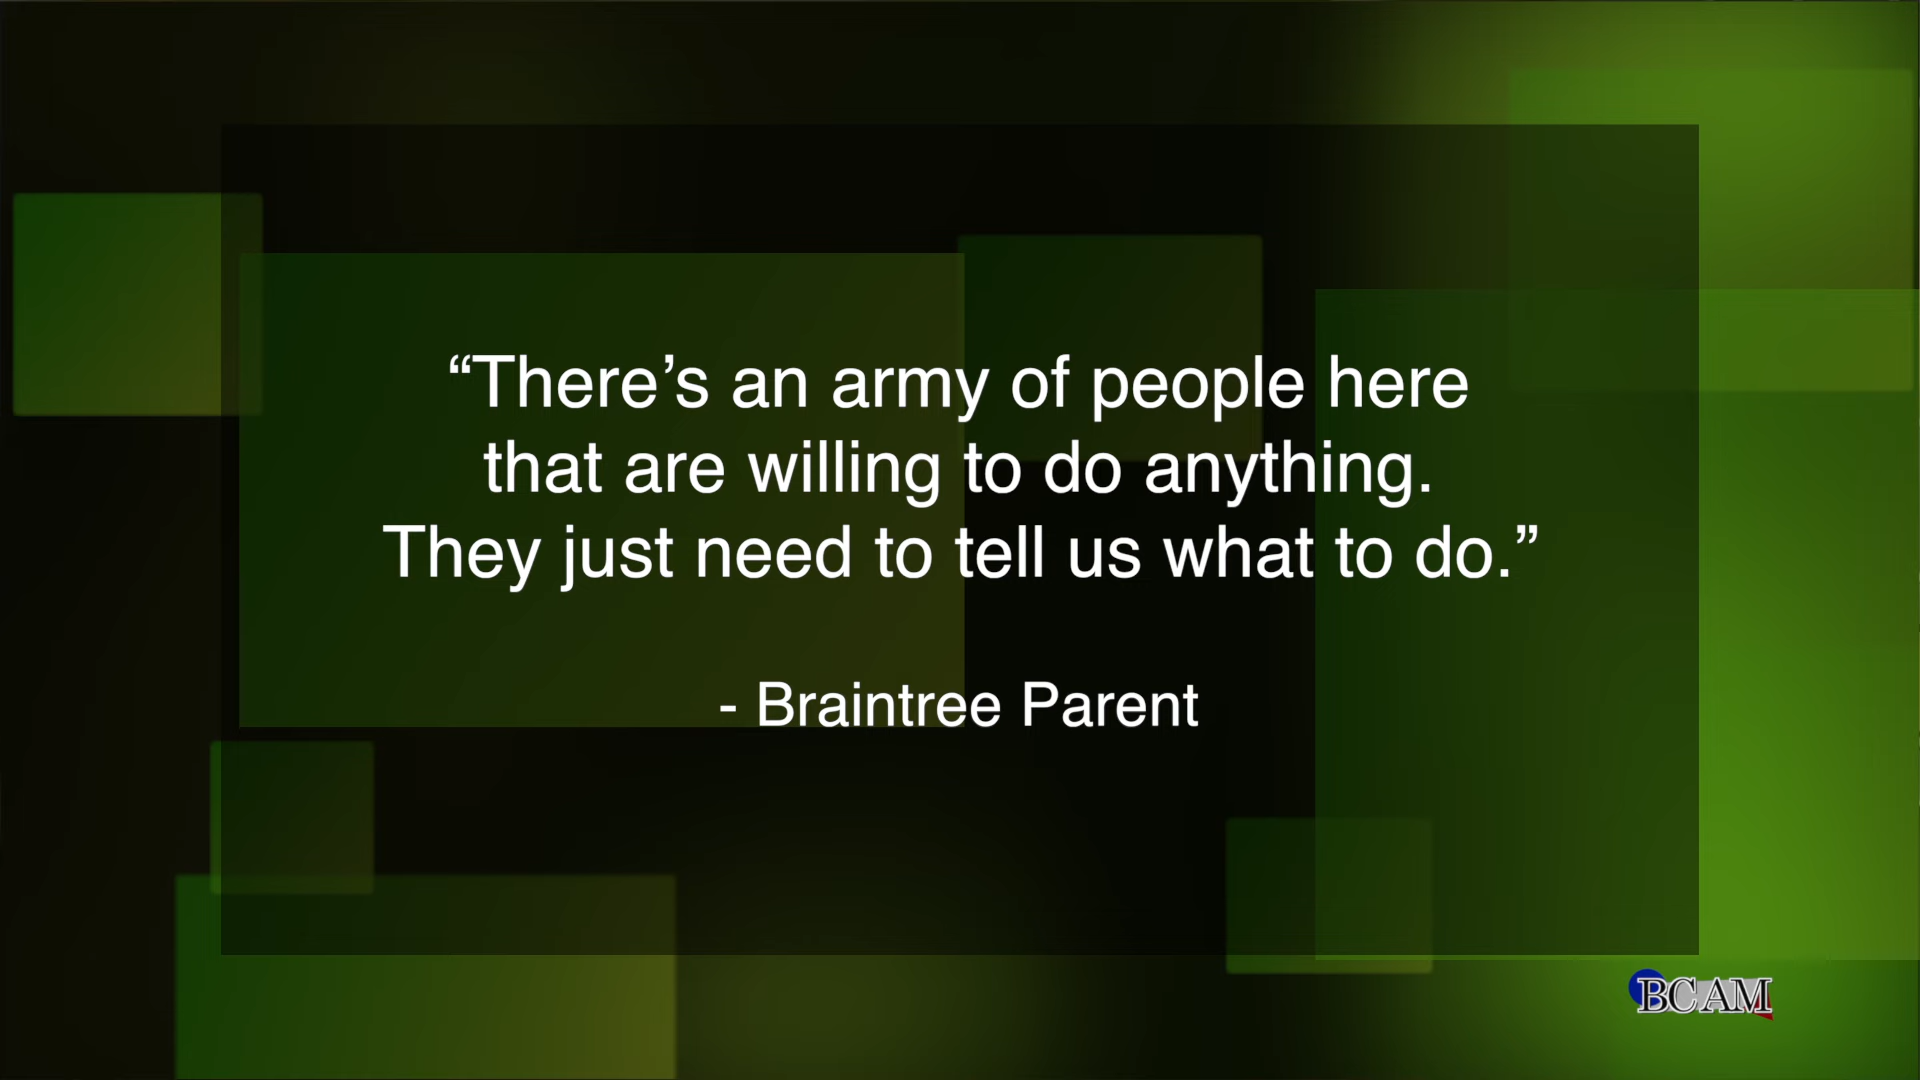 “There’s an army of people here
that are willing to do anything.
They just need to tell us what to do.”
- Braintree Parent
BCAM